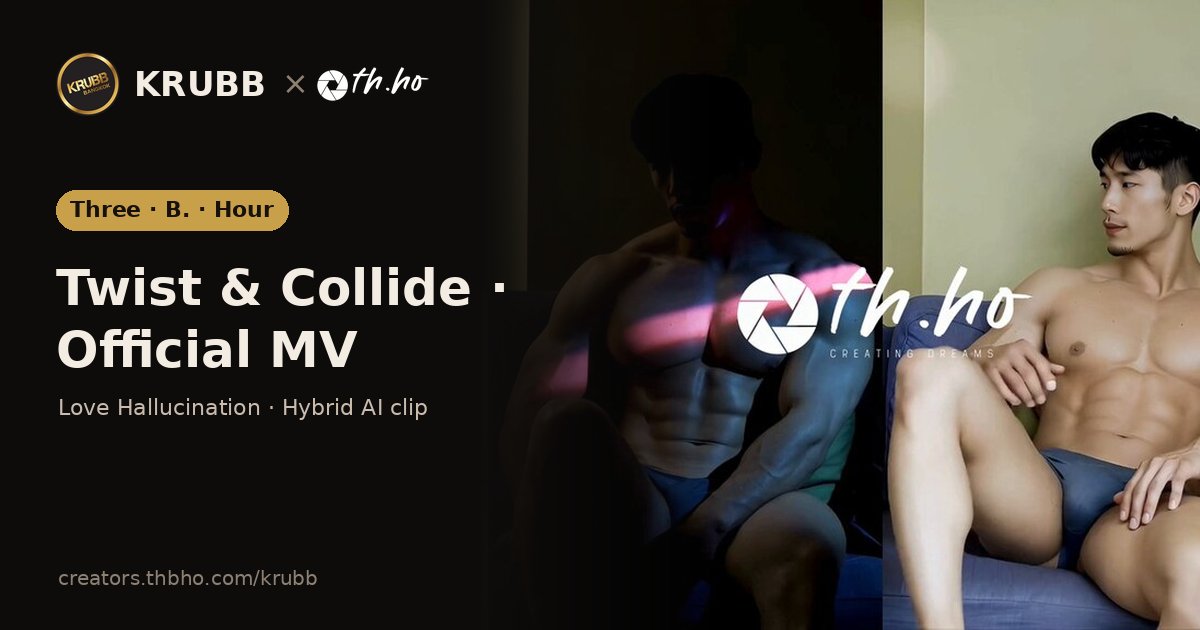 KRUBB
BANGKOK
KRUBB × th.ho
Three · B. · Hour
Twist & Collide ·
Official MV
Love Hallucination · Hybrid AI clip
creators.thbho.com/krubb
th.ho
CREATING DREAMS